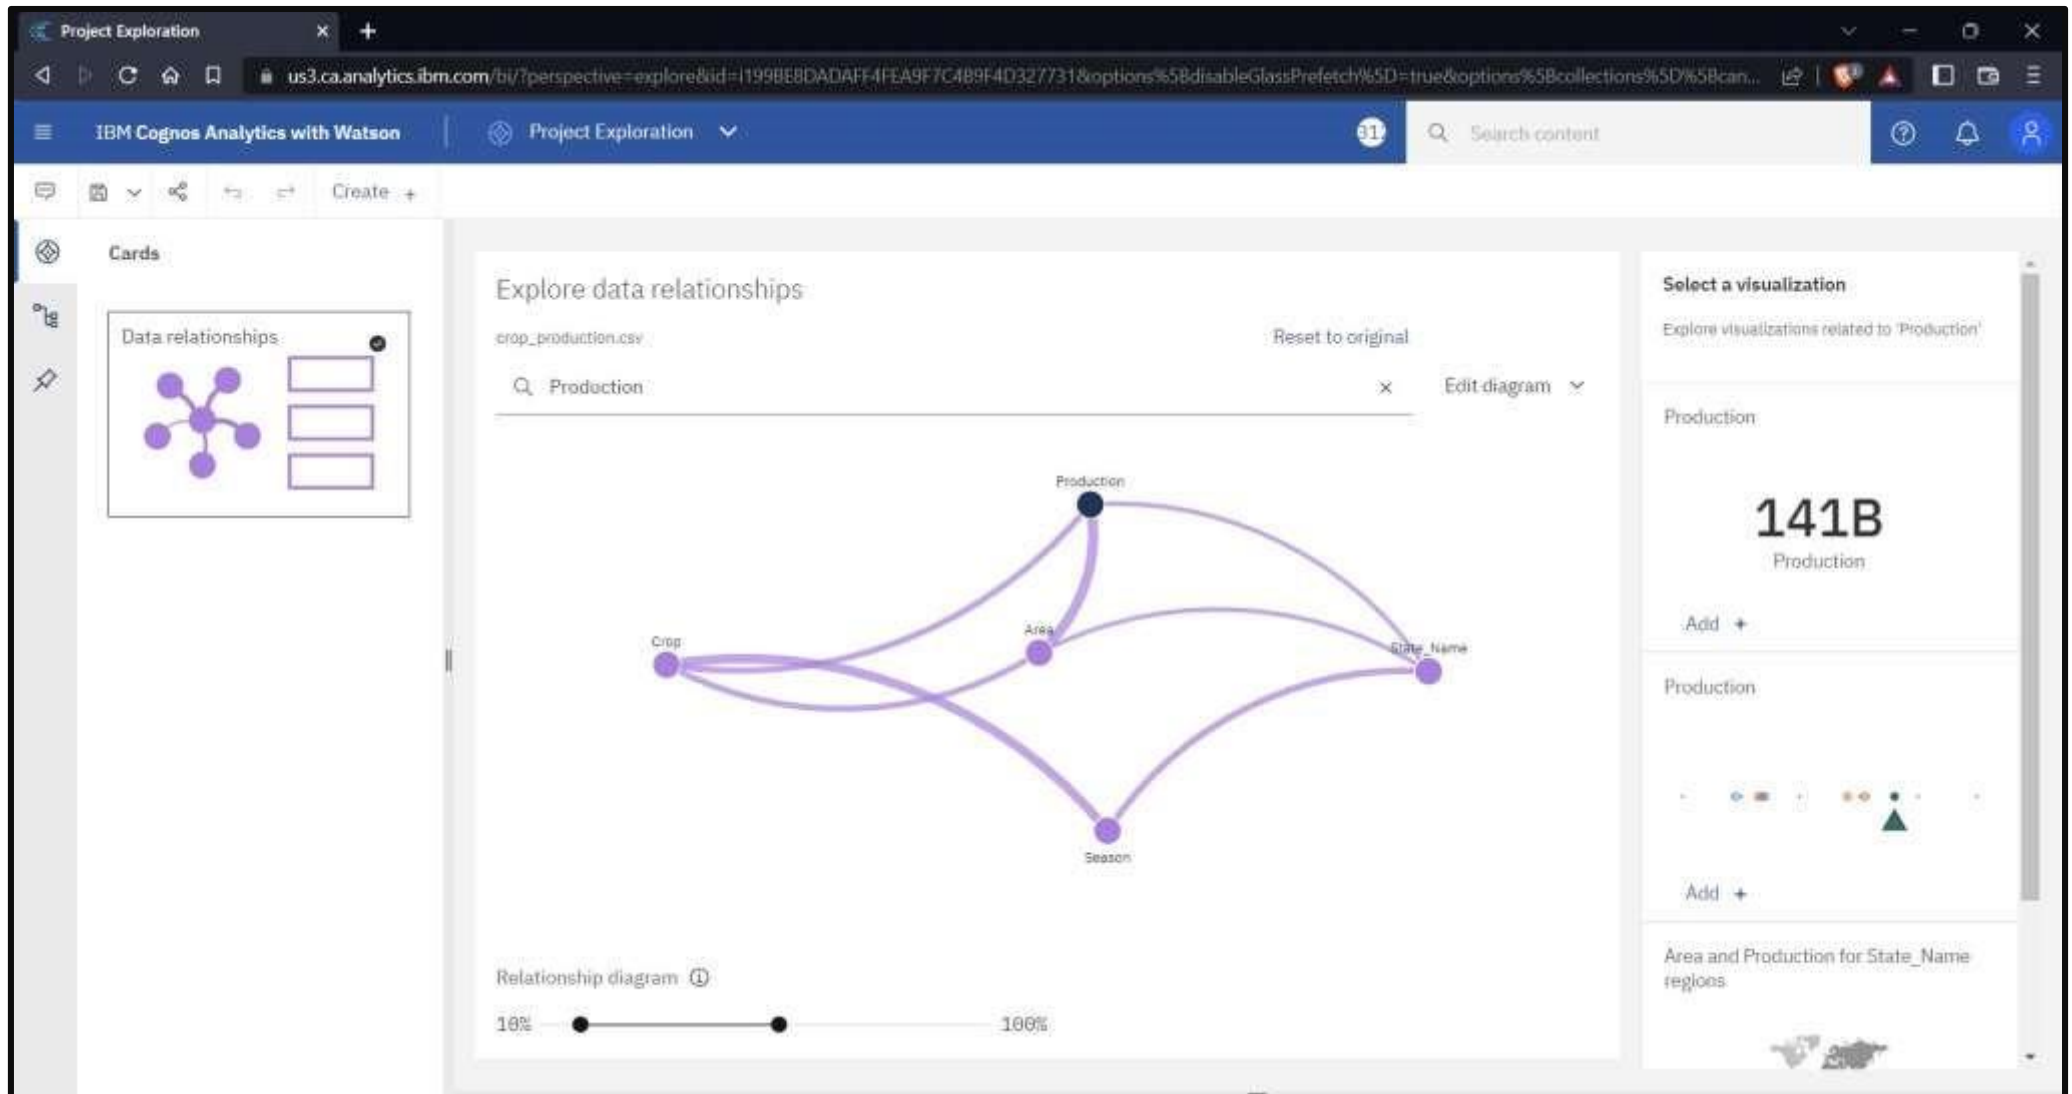 Project Exploration
us3.ca.analytics.ibm.com/bi/?perspective=explore&id=i199BE8DADAFF4FEA9F7C4B9F4D327731&options%5BdisableGlassPrefetch%5D=true&options%5Bcollections%5D%5Bcan...
IBM Cognos Analytics with Watson
Project Exploration
Search content
Create +
Cards
Data relationships
Explore data relationships
crop_production.csv
Reset to original
Production
Edit diagram
Production
Crop
Area
State_Name
Season
Relationship diagram
10%
100%
Select a visualization
Explore visualizations related to 'Production'
Production
141B
Production
Add +
Production
Add +
Area and Production for State_Name
regions